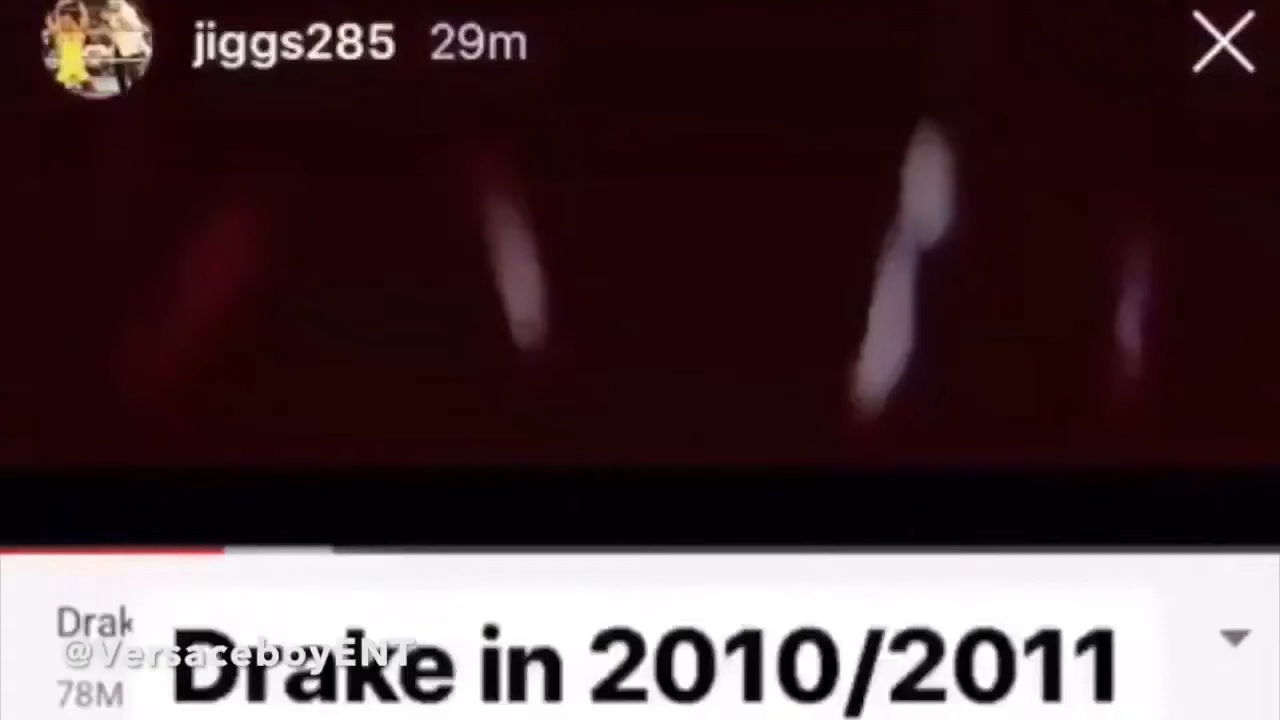 jiggs285 29m
Drak
Drake in 2010/2011
@VersaceboyENT
78M